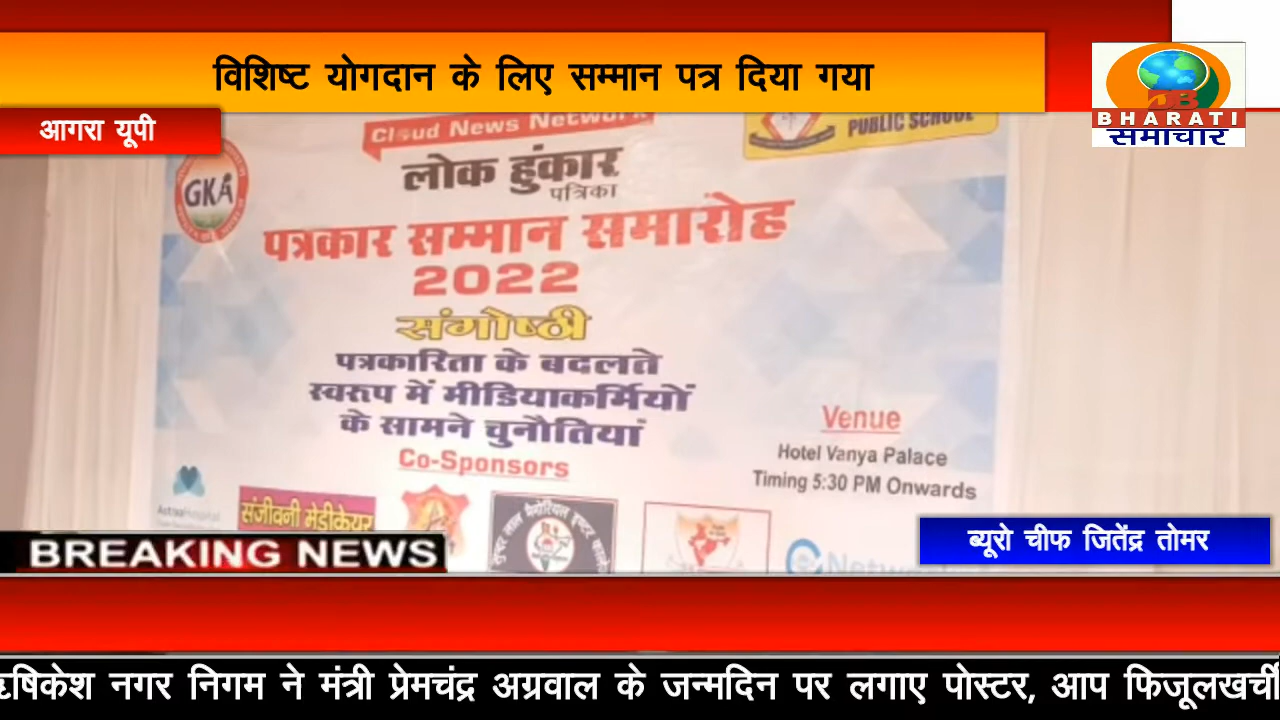 विशिष्ट योगदान के लिए सम्मान पत्र दिया गया
आगरा यूपी
BHARATI
समाचार
Cloud News Network
PUBLIC SCHOOL
GKA
लोक हुंकार
पत्रिका
पत्रकार सम्मान समारोह
2022
संगोष्ठी
पत्रकारिता के बदलते
स्वरूप में मीडियाकर्मियों
के सामने चुनौतियां
Venue
Hotel Vanya Palace
Timing 5:30 PM Onwards
Co-Sponsors
संजीवनी मेडीकेयर
BREAKING NEWS
ब्यूरो चीफ जितेंद्र तोमर
ऋषिकेश नगर निगम ने मंत्री प्रेमचंद्र अग्रवाल के जन्मदिन पर लगाए पोस्टर, आप फिजूलखर्ची